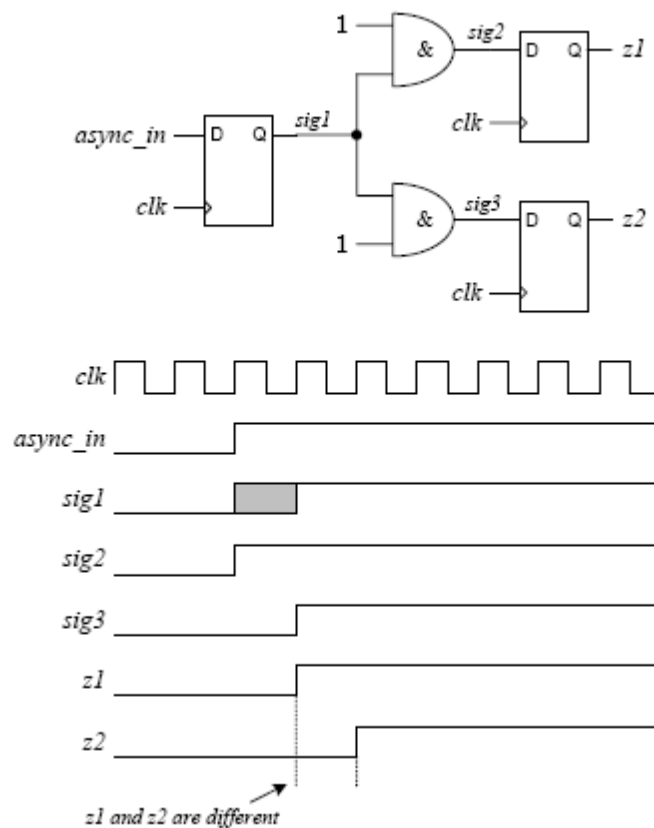 1
&
sig2
D Q
z1
clk
async_in
D Q
sig1
clk
&
sig3
D Q
z2
1
clk
clk
async_in
sig1
sig2
sig3
z1
z2
z1 and z2 are different